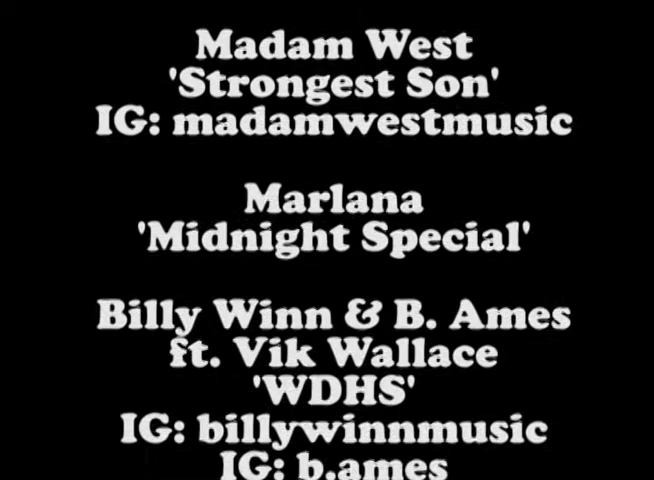 Madam West
'Strongest Son'
IG: madamwestmusic
Marlana
'Midnight Special'
Billy Winn & B. Ames
ft. Vik Wallace
'WDHS'
IG: billywinnmusic
IG: b.ames